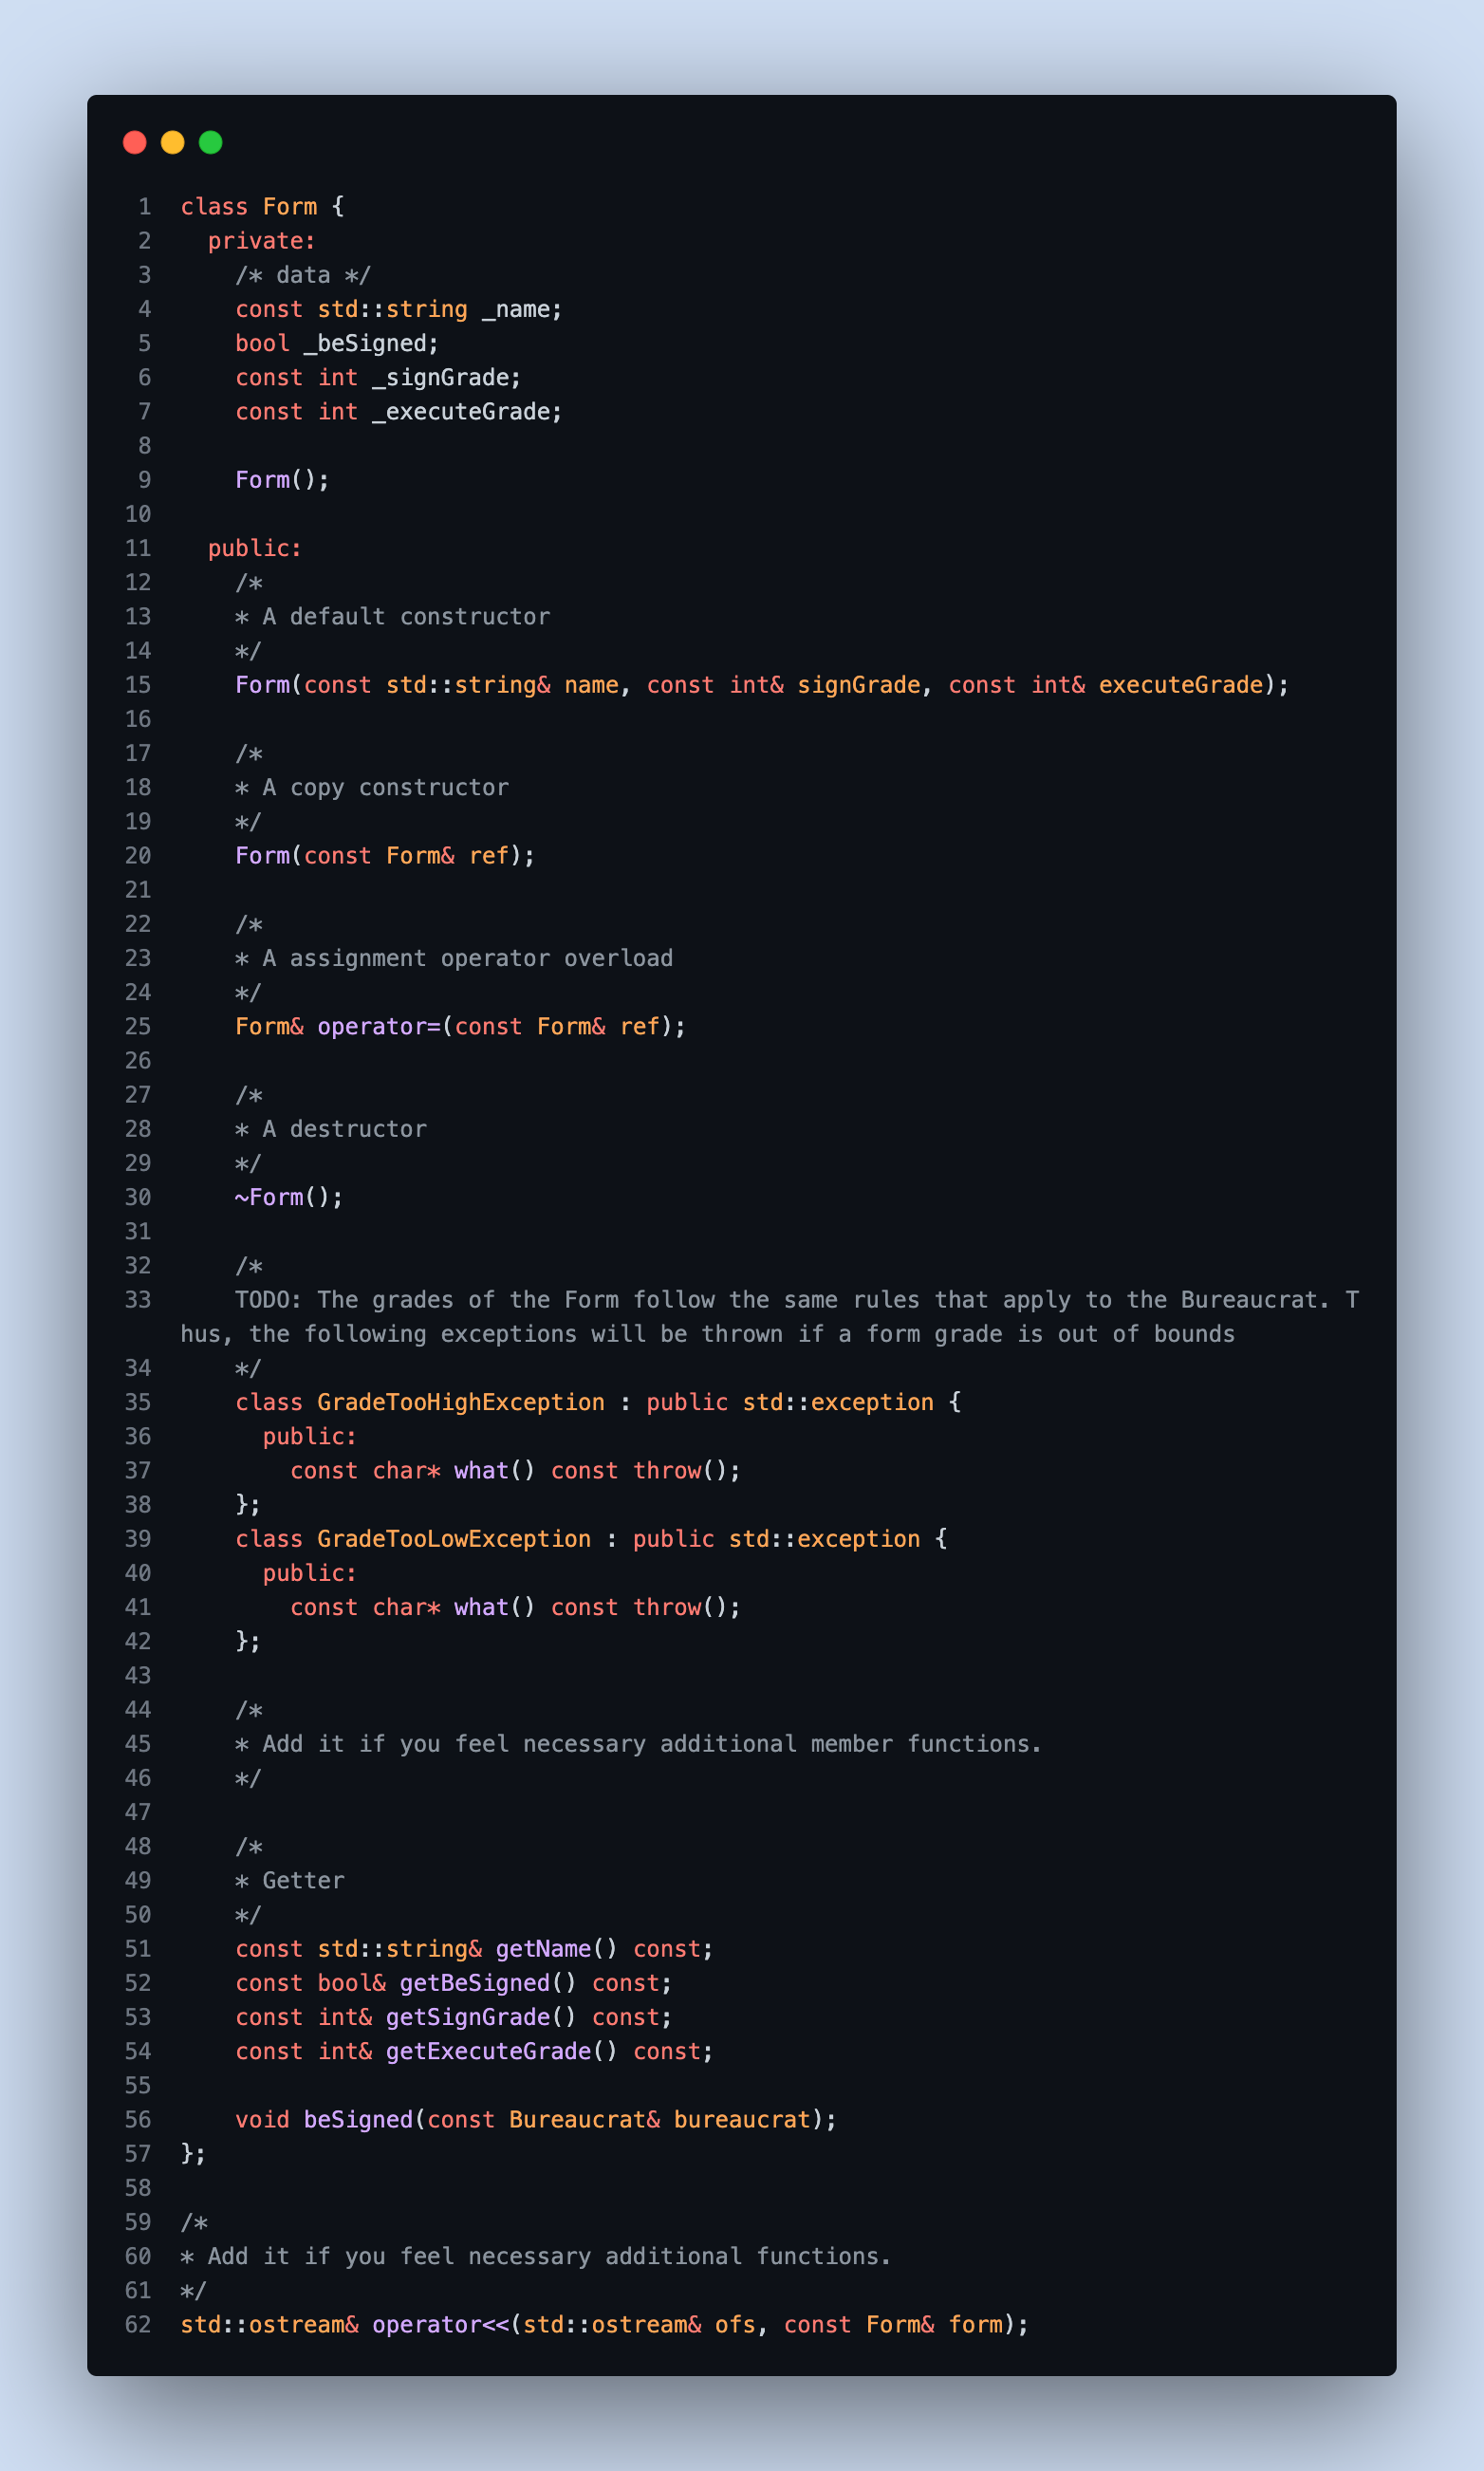 1 class Form {
2   private:
3     /* data */
4     const std::string _name;
5     bool _beSigned;
6     const int _signGrade;
7     const int _executeGrade;
8
9     Form();
10
11   public:
12     /*
13     * A default constructor
14     */
15     Form(const std::string& name, const int& signGrade, const int& executeGrade);
16
17     /*
18     * A copy constructor
19     */
20     Form(const Form& ref);
21
22     /*
23     * A assignment operator overload
24     */
25     Form& operator=(const Form& ref);
26
27     /*
28     * A destructor
29     */
30     ~Form();
31
32     /*
33     TODO: The grades of the Form follow the same rules that apply to the Bureaucrat. T
hus, the following exceptions will be thrown if a form grade is out of bounds
34     */
35     class GradeTooHighException : public std::exception {
36       public:
37         const char* what() const throw();
38     };
39     class GradeTooLowException : public std::exception {
40       public:
41         const char* what() const throw();
42     };
43
44     /*
45     * Add it if you feel necessary additional member functions.
46     */
47
48     /*
49     * Getter
50     */
51     const std::string& getName() const;
52     const bool& getBeSigned() const;
53     const int& getSignGrade() const;
54     const int& getExecuteGrade() const;
55
56     void beSigned(const Bureaucrat& bureaucrat);
57 };
58
59 /*
60 * Add it if you feel necessary additional functions.
61 */
62 std::ostream& operator<<(std::ostream& ofs, const Form& form);